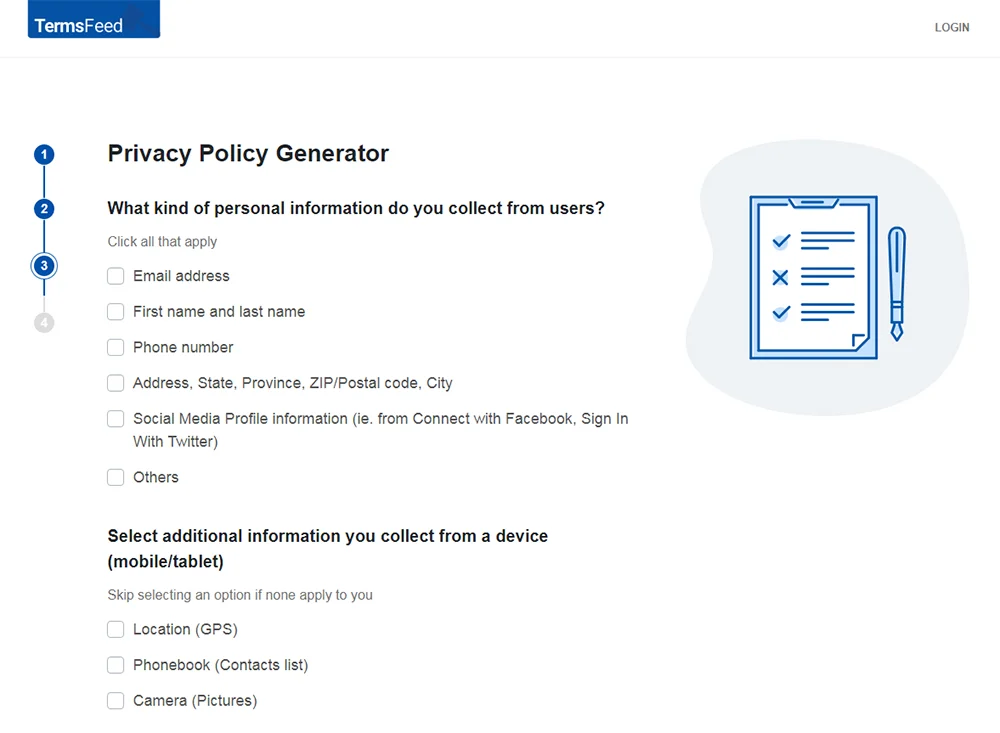 TermsFeed
LOGIN
1
Privacy Policy Generator
2
What kind of personal information do you collect from users?
Click all that apply
3
Email address
First name and last name
4
Phone number
Address, State, Province, ZIP/Postal code, City
Social Media Profile information (ie. from Connect with Facebook, Sign In
With Twitter)
Others
Select additional information you collect from a device
(mobile/tablet)
Skip selecting an option if none apply to you
Location (GPS)
Phonebook (Contacts list)
Camera (Pictures)